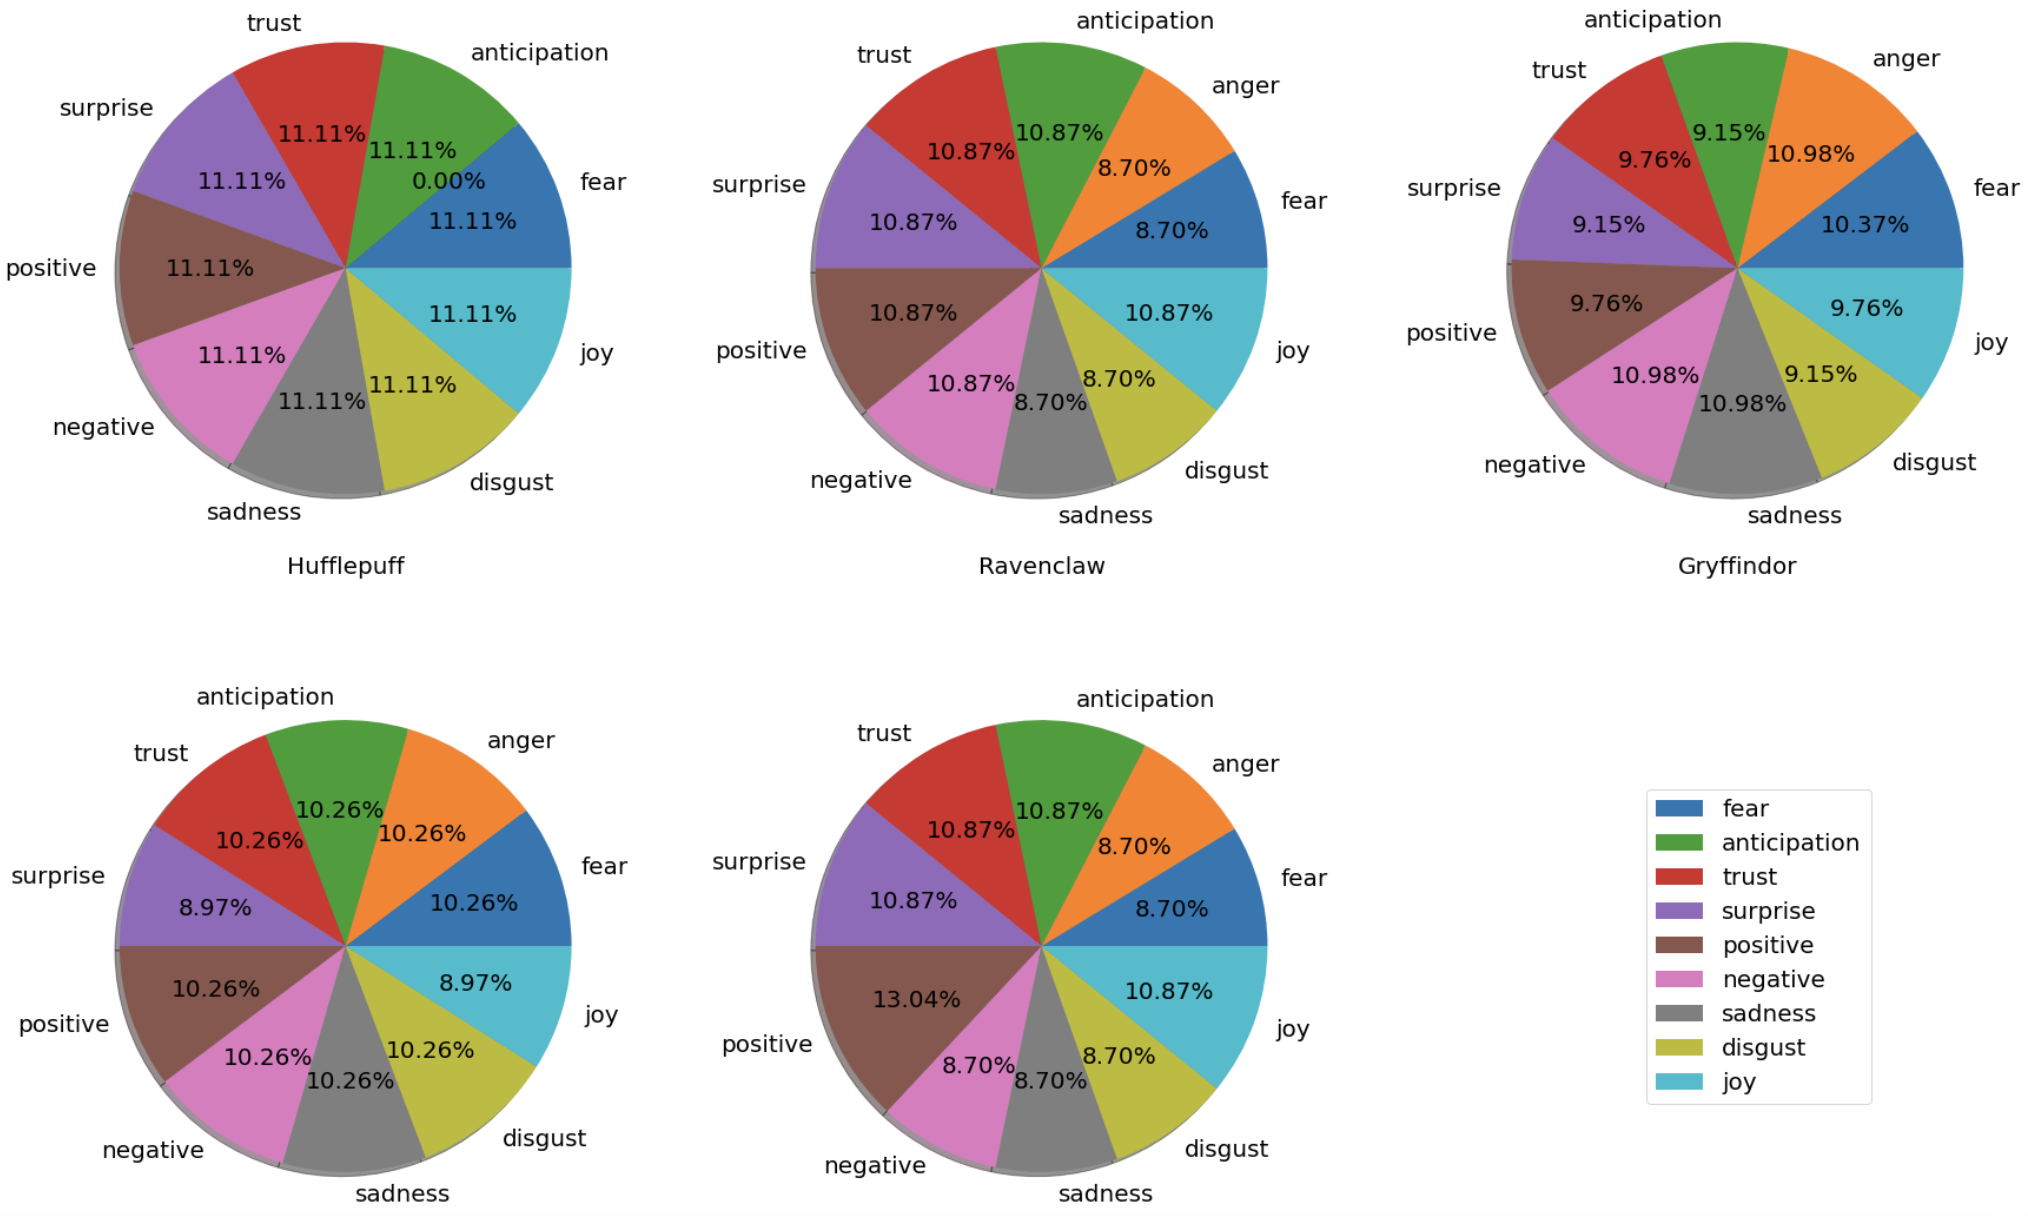 trust
anticipation
surprise
11.11%
11.11%
0.00%
fear
11.11%
11.11%
positive
11.11%
11.11%
joy
11.11%
11.11%
11.11%
negative
disgust
sadness
Hufflepuff
anticipation
trust
anger
10.87%
10.87%
8.70%
surprise
fear
10.87%
8.70%
10.87%
10.87%
positive
joy
10.87%
8.70%
8.70%
negative
disgust
sadness
Ravenclaw
anticipation
anger
trust
9.15%
9.76%
10.98%
surprise
fear
9.15%
10.37%
9.76%
9.76%
positive
joy
10.98%
9.15%
10.98%
negative
disgust
sadness
Gryffindor
anticipation
anger
trust
10.26%
10.26%
10.26%
surprise
fear
8.97%
10.26%
10.26%
8.97%
positive
joy
10.26%
10.26%
10.26%
negative
disgust
sadness
anticipation
trust
anger
10.87%
10.87%
8.70%
surprise
fear
10.87%
8.70%
13.04%
10.87%
positive
joy
8.70%
8.70%
8.70%
negative
disgust
sadness
fear
anticipation
trust
surprise
positive
negative
sadness
disgust
joy